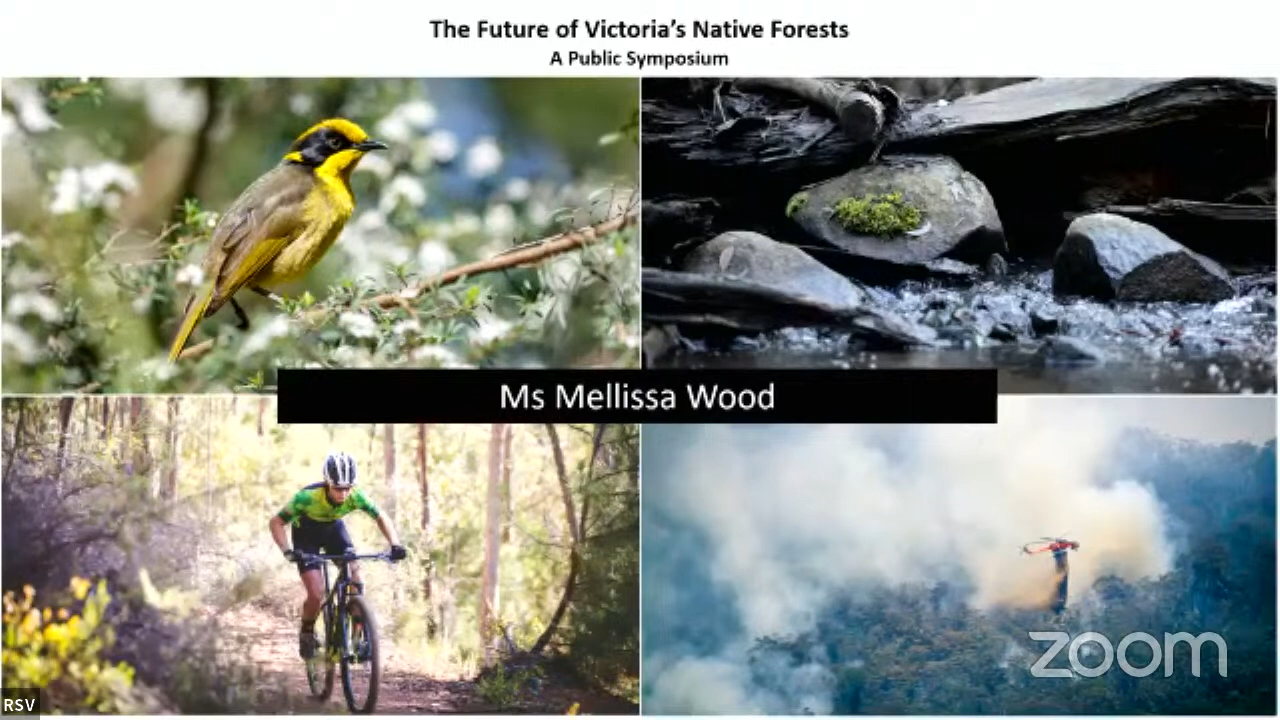 The Future of Victoria's Native Forests
A Public Symposium
Ms Mellissa Wood
zoom
RSV